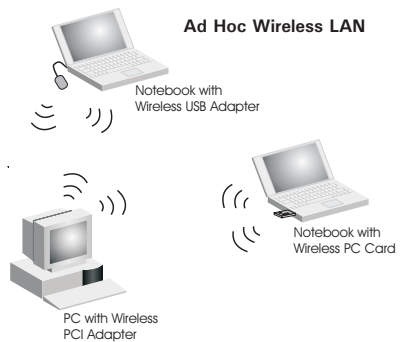 Ad Hoc Wireless LAN
Notebook with
Wireless USB Adapter
Notebook with
Wireless PC Card
PC with Wireless
PCI Adapter